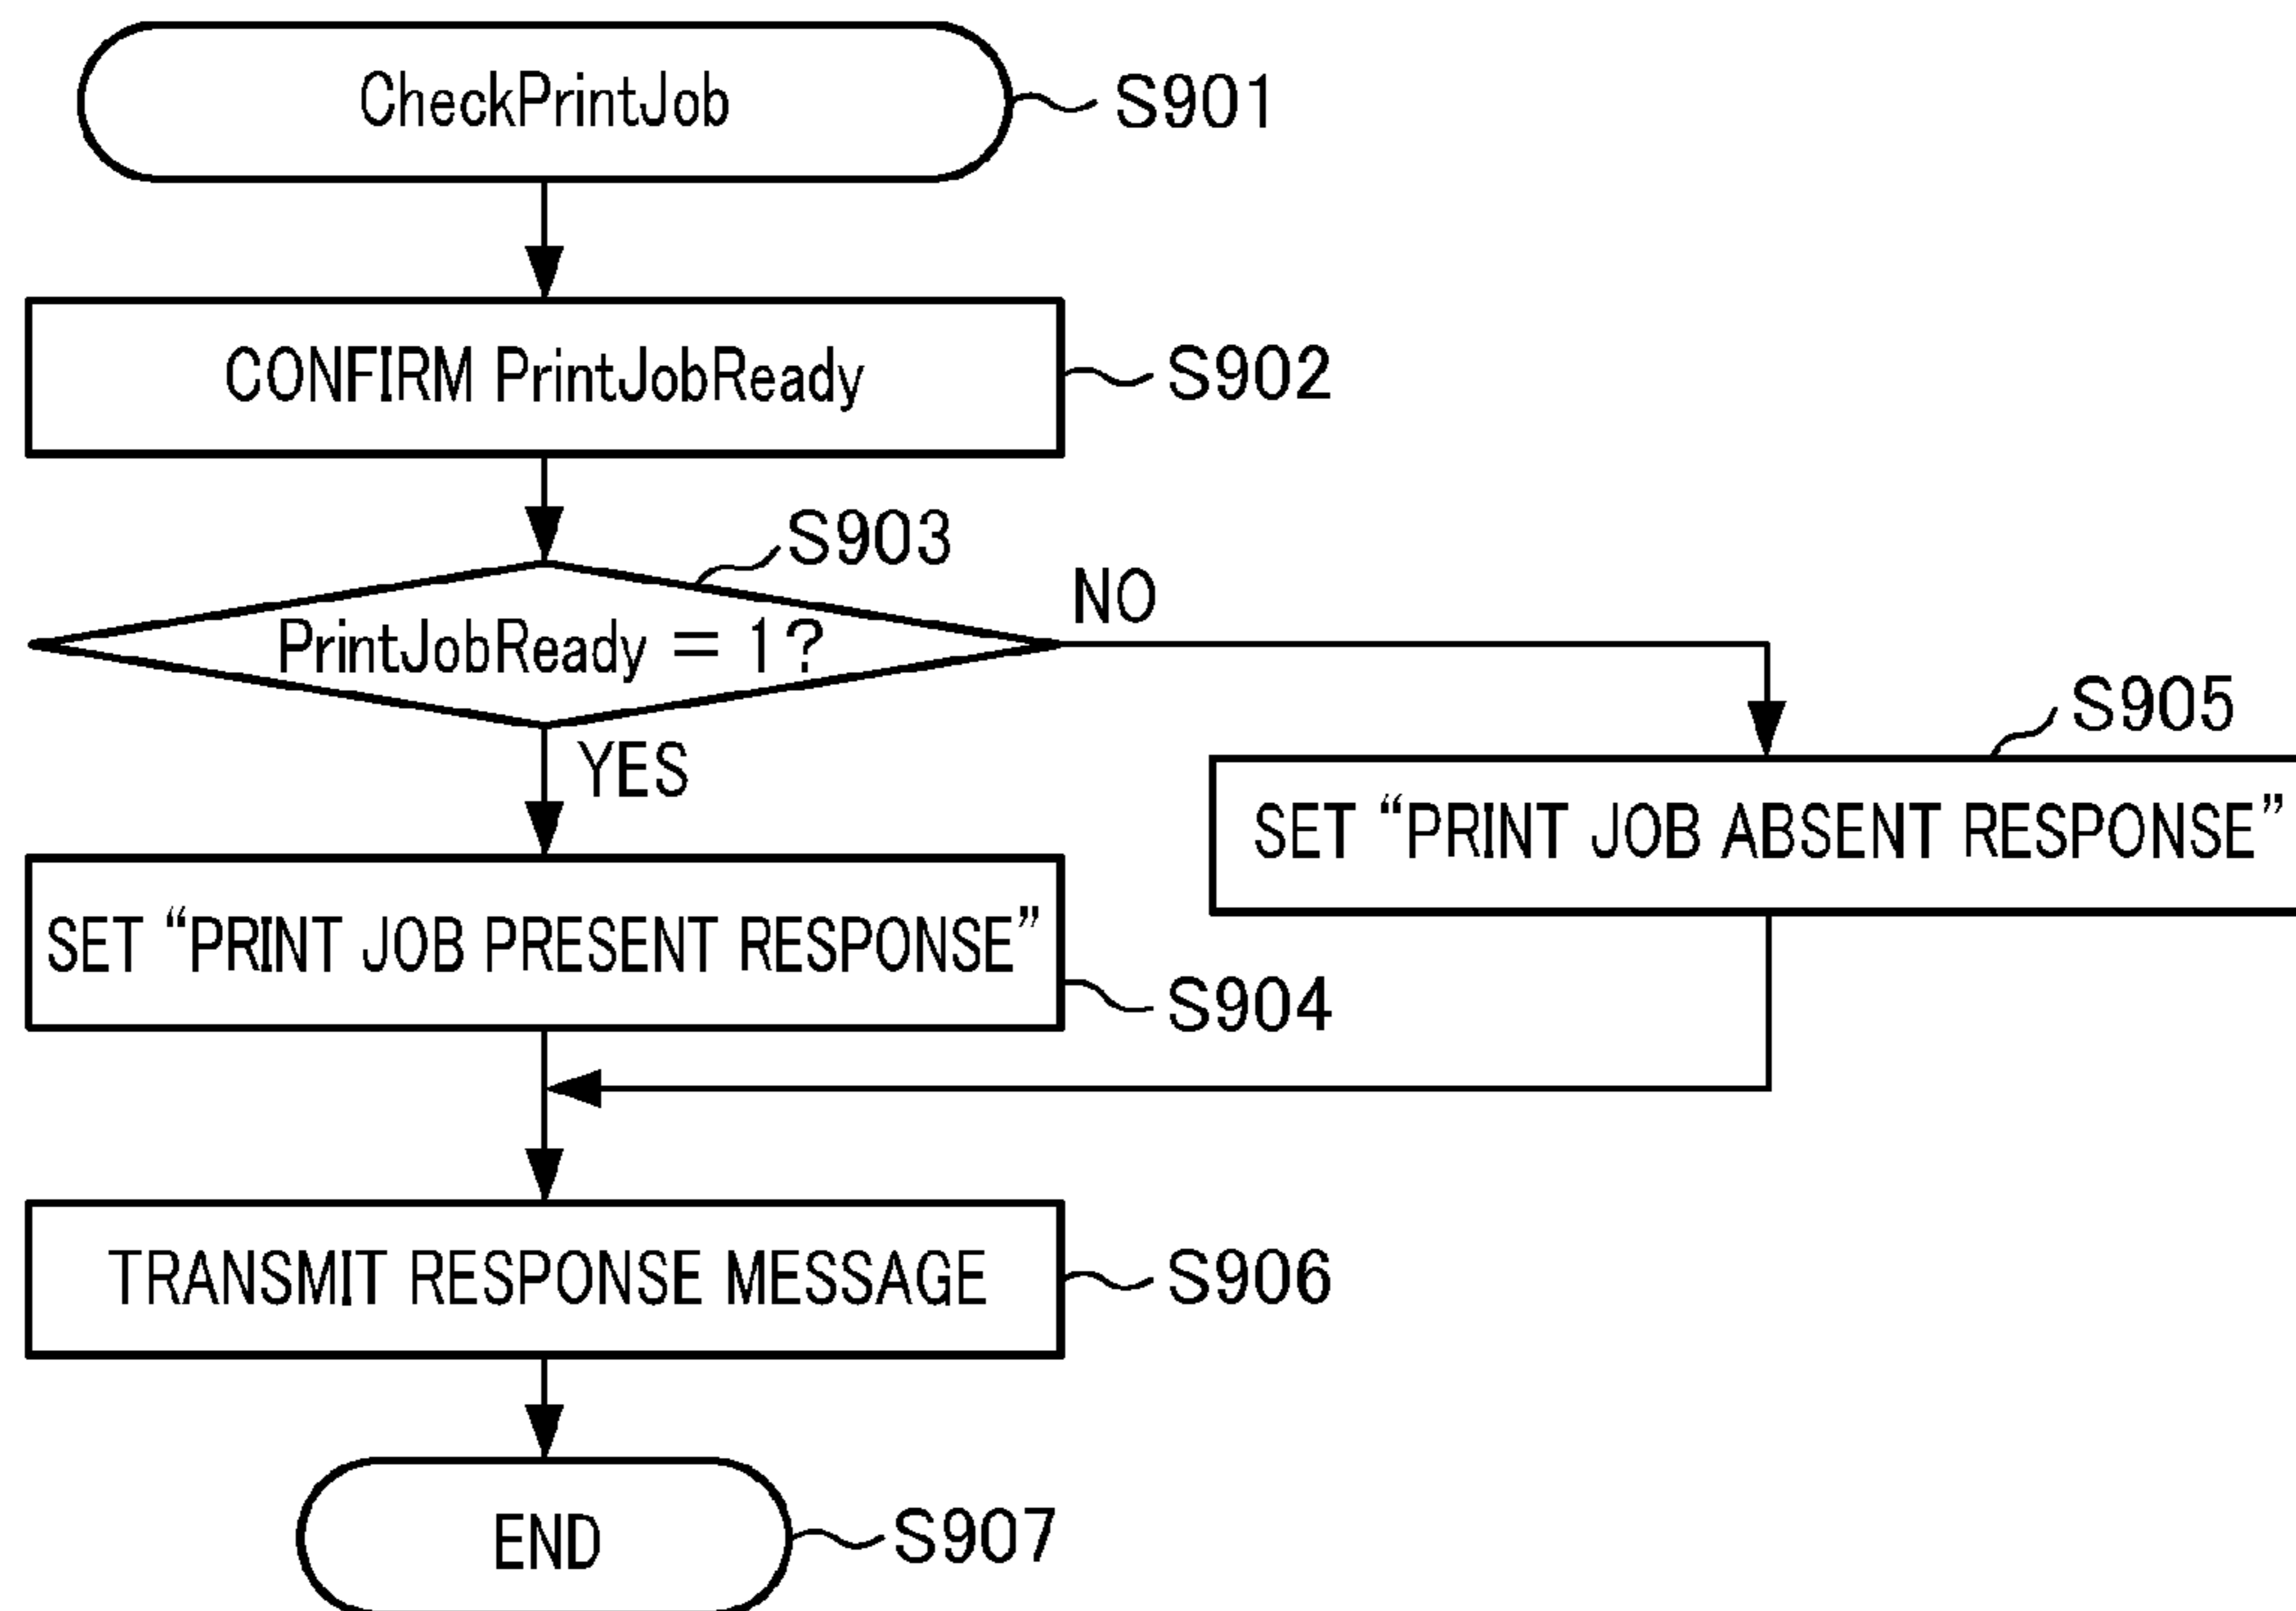 CheckPrintJob
S901
CONFIRM PrintJobReady
S902
S903
PrintJobReady = 1?
NO
YES
S905
SET “PRINT JOB ABSENT RESPONSE”
SET “PRINT JOB PRESENT RESPONSE”
S904
TRANSMIT RESPONSE MESSAGE
S906
END
S907